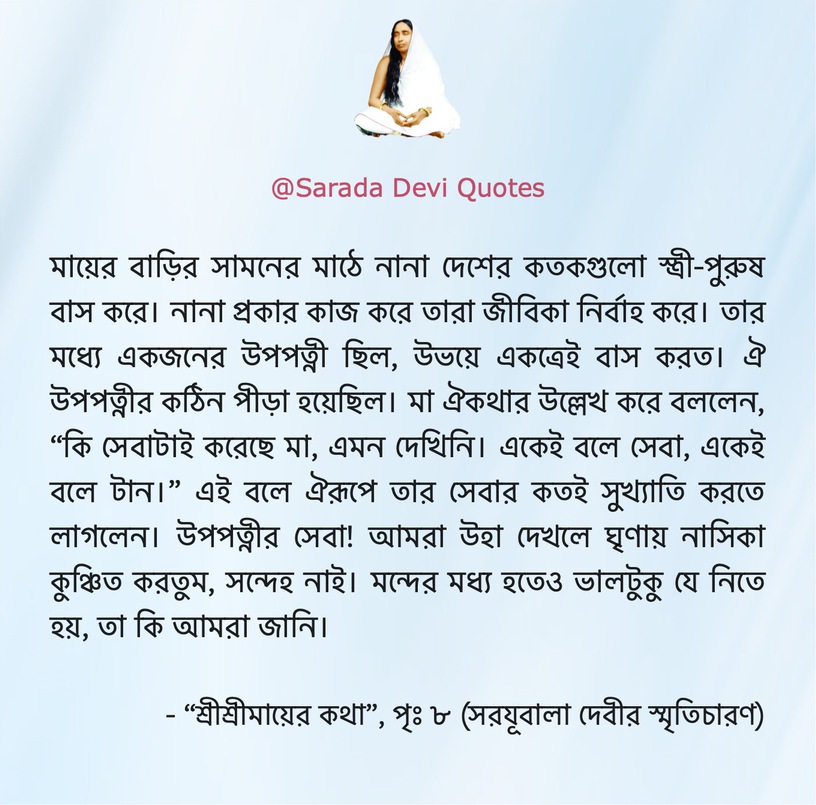 @Sarada Devi Quotes
মায়ের বাড়ির সামনের মাঠে নানা দেশের কতকগুলো স্ত্রী-পুরুষ
বাস করে। নানা প্রকার কাজ করে তারা জীবিকা নির্বাহ করে। তার
মধ্যে একজনের উপপত্নী ছিল, উভয়ে একত্রেই বাস করত। ঐ
উপপত্নীর কঠিন পীড়া হয়েছিল। মা ঐকথার উল্লেখ করে বললেন,
“কি সেবাটাই করেছে মা, এমন দেখিনি। একেই বলে সেবা, একেই
বলে টান।” এই বলে ঐরূপে তার সেবার কতই সুখ্যাতি করতে
লাগলেন। উপপত্নীর সেবা! আমরা উহা দেখলে ঘৃণায় নাসিকা
কুঞ্চিত করতুম, সন্দেহ নাই। মন্দের মধ্য হতেও ভালটুকু যে নিতে
হয়, তা কি আমরা জানি।
- “শ্রীশ্রীমায়ের কথা”, পৃঃ ৮ (সরযূবালা দেবীর স্মৃতিচারণ)